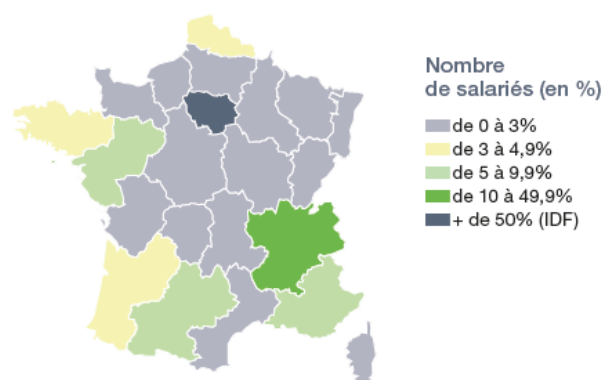 Nombre
de salariés (en %)
de 0 à 3%
de 3 à 4,9%
de 5 à 9,9%
de 10 à 49,9%
+ de 50% (IDF)